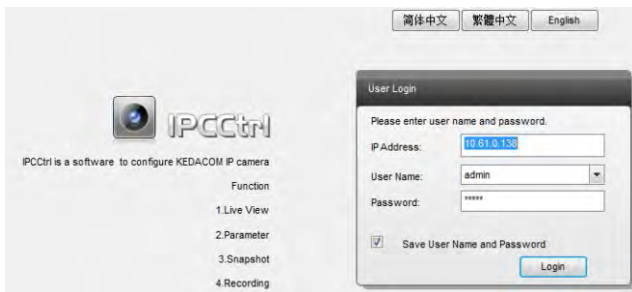 简体中文 繁體中文 English
IPCCtrl
IPCCtrl is a software to configure KEDACOM IP camera
Function
1.Live View
2.Parameter
3.Snapshot
4.Recording
User Login
Please enter user name and password.
IP Address: 10.61.0.138
User Name: admin
Password: *****
Save User Name and Password
Login